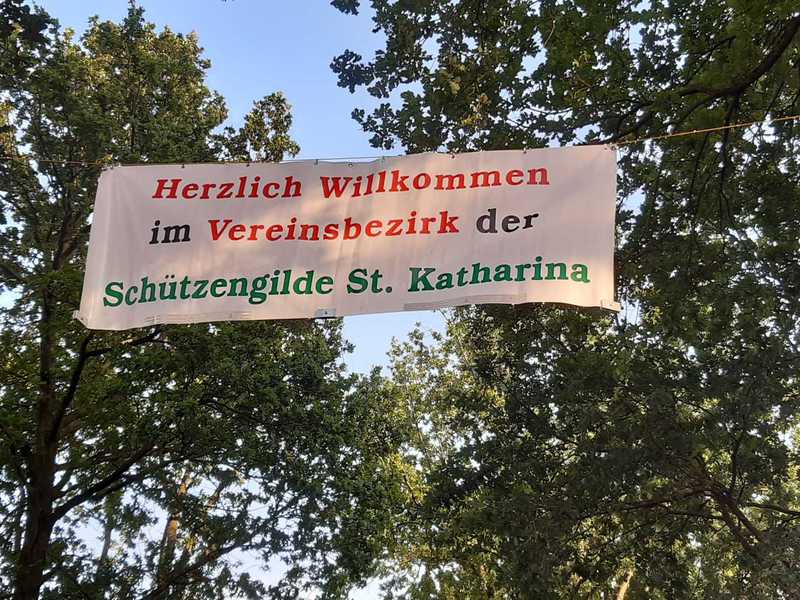 Herzlich Willkommen
im Vereinsbezirk der
Schützengilde St. Katharina